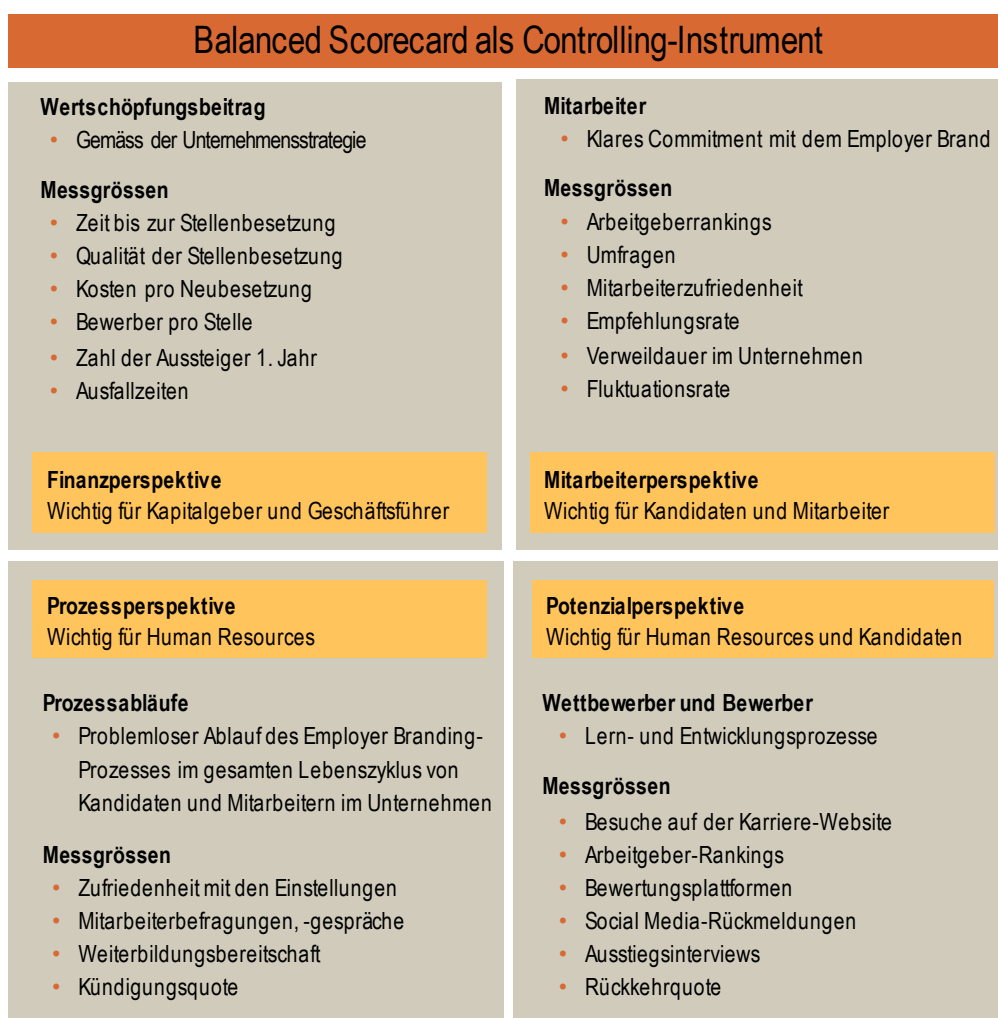 Balanced Scorecard als Controlling-Instrument
Wertschöpfungsbeitrag
• Gemäss der Unternehmensstrategie
Messgrössen
• Zeit bis zur Stellenbesetzung
• Qualität der Stellenbesetzung
• Kosten pro Neubesetzung
• Bewerber pro Stelle
• Zahl der Aussteiger 1. Jahr
• Ausfallzeiten
Finanzperspektive
Wichtig für Kapitalgeber und Geschäftsführer
Mitarbeiter
• Klares Commitment mit dem Employer Brand
Messgrössen
• Arbeitgeberrankings
• Umfragen
• Mitarbeiterzufriedenheit
• Empfehlungsrate
• Verweildauer im Unternehmen
• Fluktuationsrate
Mitarbeiterperspektive
Wichtig für Kandidaten und Mitarbeiter
Prozessperspektive
Wichtig für Human Resources
Prozessabläufe
• Problemloser Ablauf des Employer Branding-
Prozesses im gesamten Lebenszyklus von
Kandidaten und Mitarbeitern im Unternehmen
Messgrössen
• Zufriedenheit mit den Einstellungen
• Mitarbeiterbefragungen, -gespräche
• Weiterbildungsbereitschaft
• Kündigungsquote
Potenzialperspektive
Wichtig für Human Resources und Kandidaten
Wettbewerber und Bewerber
• Lern- und Entwicklungsprozesse
Messgrössen
• Besuche auf der Karriere-Website
• Arbeitgeber-Rankings
• Bewertungsplattformen
• Social Media-Rückmeldungen
• Ausstiegsinterviews
• Rückkehrquote